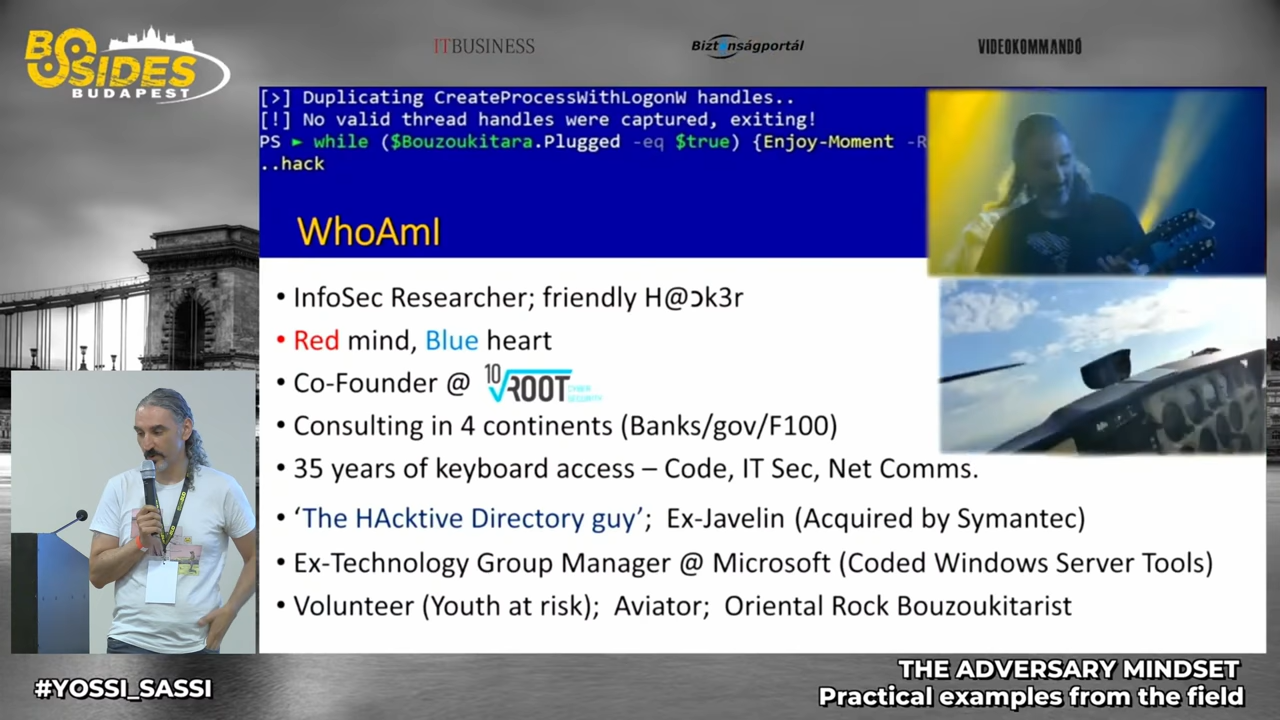 BSIDES
BUDAPEST
ITBUSINESS
Biztonságportál
VIDEOKOMMANDÓ
[>] Duplicating CreateProcessWithLogonW handles..
[!] No valid thread handles were captured, exiting!
PS ► while ($Bouzoukitara.Plugged -eq $true) {Enjoy-Moment -R
..hack
WhoAmI
• InfoSec Researcher; friendly H@ɔk3r
• Red mind, Blue heart
• Co-Founder @ 10√ROOT CYBER SECURITY
• Consulting in 4 continents (Banks/gov/F100)
• 35 years of keyboard access – Code, IT Sec, Net Comms.
• ‘The HAcktive Directory guy’; Ex-Javelin (Acquired by Symantec)
• Ex-Technology Group Manager @ Microsoft (Coded Windows Server Tools)
• Volunteer (Youth at risk); Aviator; Oriental Rock Bouzoukitarist
#YOSSI_SASSI
THE ADVERSARY MINDSET
Practical examples from the field